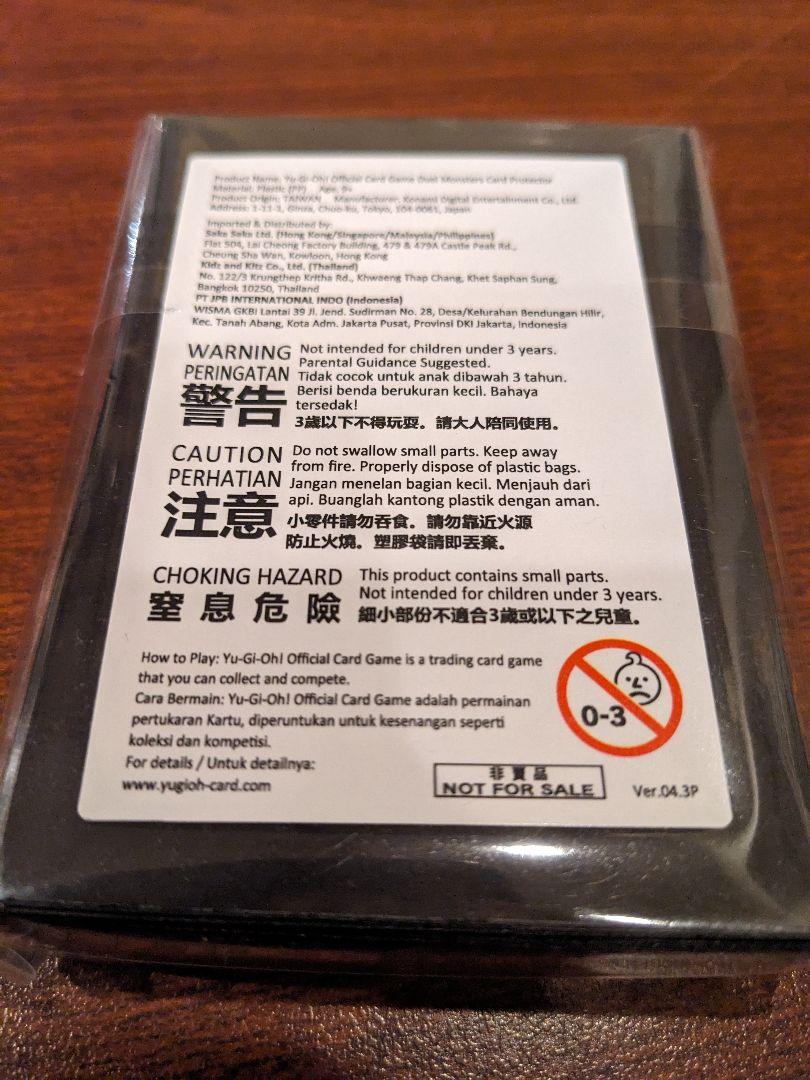 Product Name: Yu-Gi-Oh! Official Card Game Duel Monsters Card Protector
Material: Plastic (PP) Age: 9+
Product Origin: TAIWAN Manufacturer: Konami Digital Entertainment Co., Ltd.
Address: 1-11-1, Ginza, Chuo-ku, Tokyo, 104-0061, Japan
Imported & Distributed by:
Saka Saka Ltd. (Hong Kong/Singapore/Malaysia/Philippines)
Flat 504, Lai Cheong Factory Building, 479 & 479A Castle Peak Rd.,
Cheung Sha Wan, Kowloon, Hong Kong
Kidz and Kitz Co., Ltd. (Thailand)
No. 122/3 Krungthep Kritha Rd., Khwaeng Thap Chang, Khet Saphan Sung,
Bangkok 10250, Thailand
PT JPB INTERNATIONAL INDO (Indonesia)
WISMA GKBI Lantai 39 Jl. Jend. Sudirman No. 28, Desa/Kelurahan Bendungan Hilir,
Kec. Tanah Abang, Kota Adm. Jakarta Pusat, Provinsi DKI Jakarta, Indonesia
WARNING
PERINGATAN
警告
Not intended for children under 3 years.
Parental Guidance Suggested.
Tidak cocok untuk anak dibawah 3 tahun.
Berisi benda berukuran kecil. Bahaya
tersedak!
3歲以下不得玩耍。請大人陪同使用。
CAUTION
PERHATIAN
注意
Do not swallow small parts. Keep away
from fire. Properly dispose of plastic bags.
Jangan menelan bagian kecil. Menjauh dari
api. Buanglah kantong plastik dengan aman.
小零件請勿吞食。請勿靠近火源
防止火燒。塑膠袋請即丟棄。
CHOKING HAZARD
窒息危險
This product contains small parts.
Not intended for children under 3 years.
細小部份不適合3歲或以下之兒童。
How to Play: Yu-Gi-Oh! Official Card Game is a trading card game
that you can collect and compete.
Cara Bermain: Yu-Gi-Oh! Official Card Game adalah permainan
pertukaran Kartu, diperuntukan untuk kesenangan seperti
koleksi dan kompetisi.
For details / Untuk detailnya:
www.yugioh-card.com
0-3
非賣品
NOT FOR SALE
Ver.04.3P